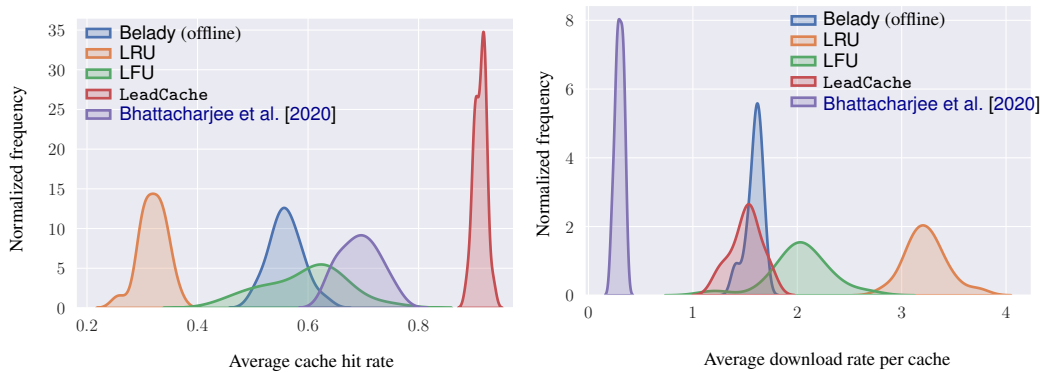 35
30
25
20
15
10
5
0
Normalized frequency
Belady (offline)
LRU
LFU
LeadCache
Bhattacharjee et al. [2020]
0.2 0.4 0.6 0.8
Average cache hit rate
8
6
4
2
0
Normalized frequency
Belady (offline)
LRU
LFU
LeadCache
Bhattacharjee et al. [2020]
0 1 2 3 4
Average download rate per cache